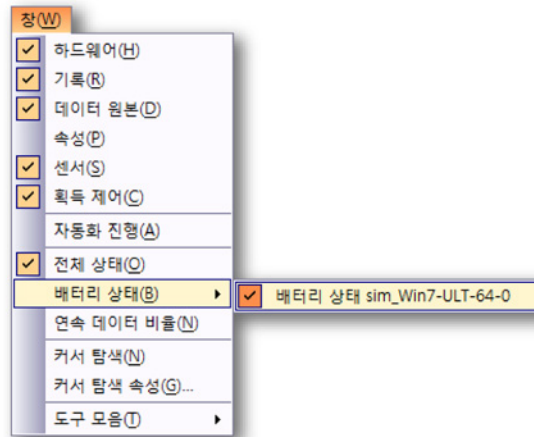 창(W)
하드웨어(H)
기록(R)
데이터 원본(D)
속성(P)
센서(S)
획득 제어(C)
자동화 진행(A)
전체 상태(O)
배터리 상태(B)
배터리 상태 sim_Win7-ULT-64-0
연속 데이터 비율(N)
커서 탐색(N)
커서 탐색 속성(G)...
도구 모음(T)